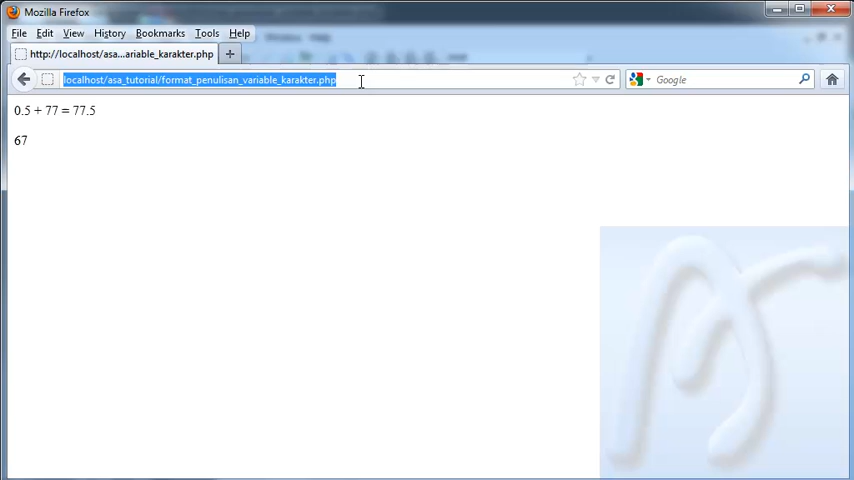 Mozilla Firefox
File Edit View History Bookmarks Tools Help
http://localhost/asa...ariable_karakter.php
localhost/asa_tutorial/format_penulisan_variable_karakter.php
Google
0.5 + 77 = 77.5
67